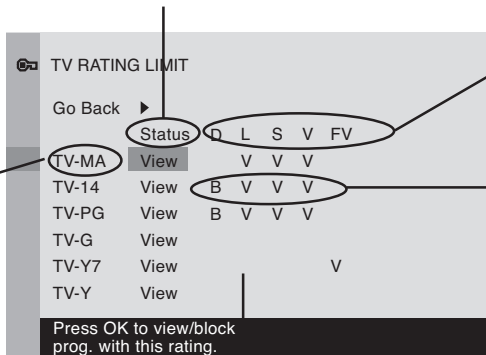 TV RATING LIMIT
Go Back
Status D L S V FV
TV-MA View V V V
TV-14 View B V V V
TV-PG View B V V V
TV-G View
TV-Y7 View V
TV-Y View
Press OK to view/block
prog. with this rating.